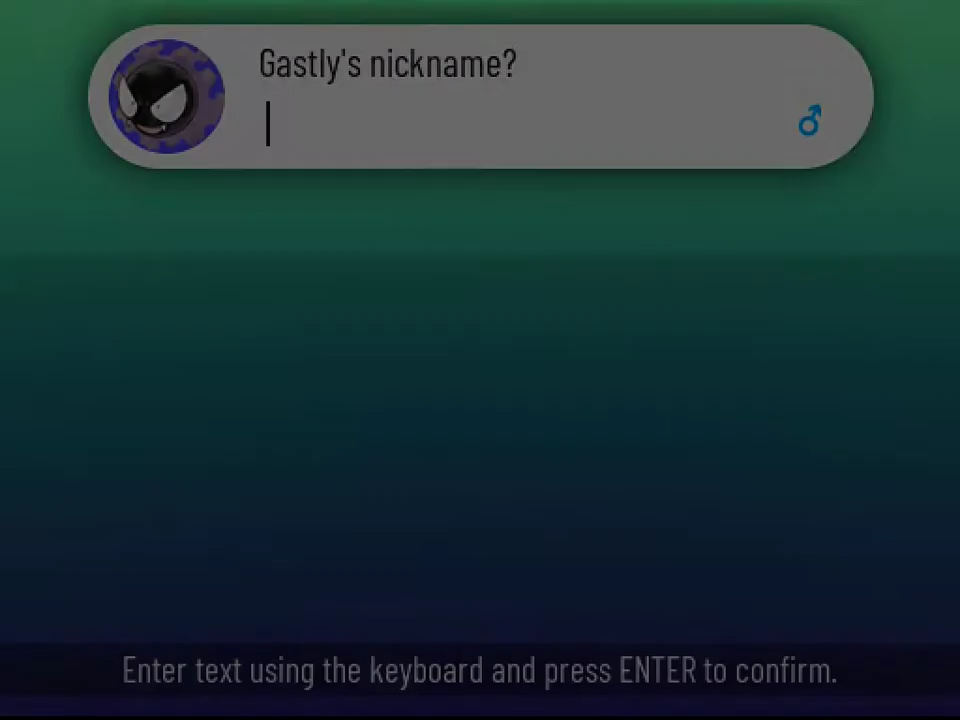 Gastly's nickname?
Enter text using the keyboard and press ENTER to confirm.